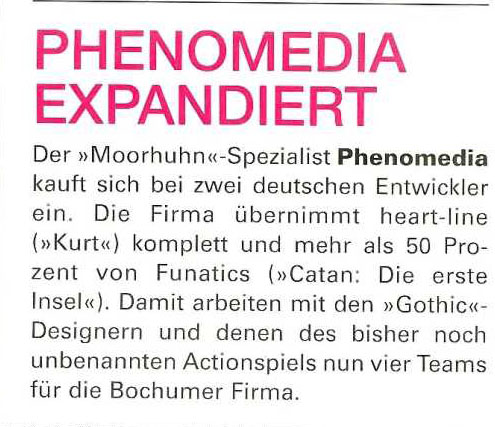 PHENOMEDIA
EXPANDIERT
Der »Moorhuhn«-Spezialist Phenomedia
kauft sich bei zwei deutschen Entwickler
ein. Die Firma übernimmt heart-line
(»Kurt«) komplett und mehr als 50 Pro-
zent von Funatics (»Catan: Die erste
Insel«). Damit arbeiten mit den »Gothic«-
Designern und denen des bisher noch
unbenannten Actionspiels nun vier Teams
für die Bochumer Firma.